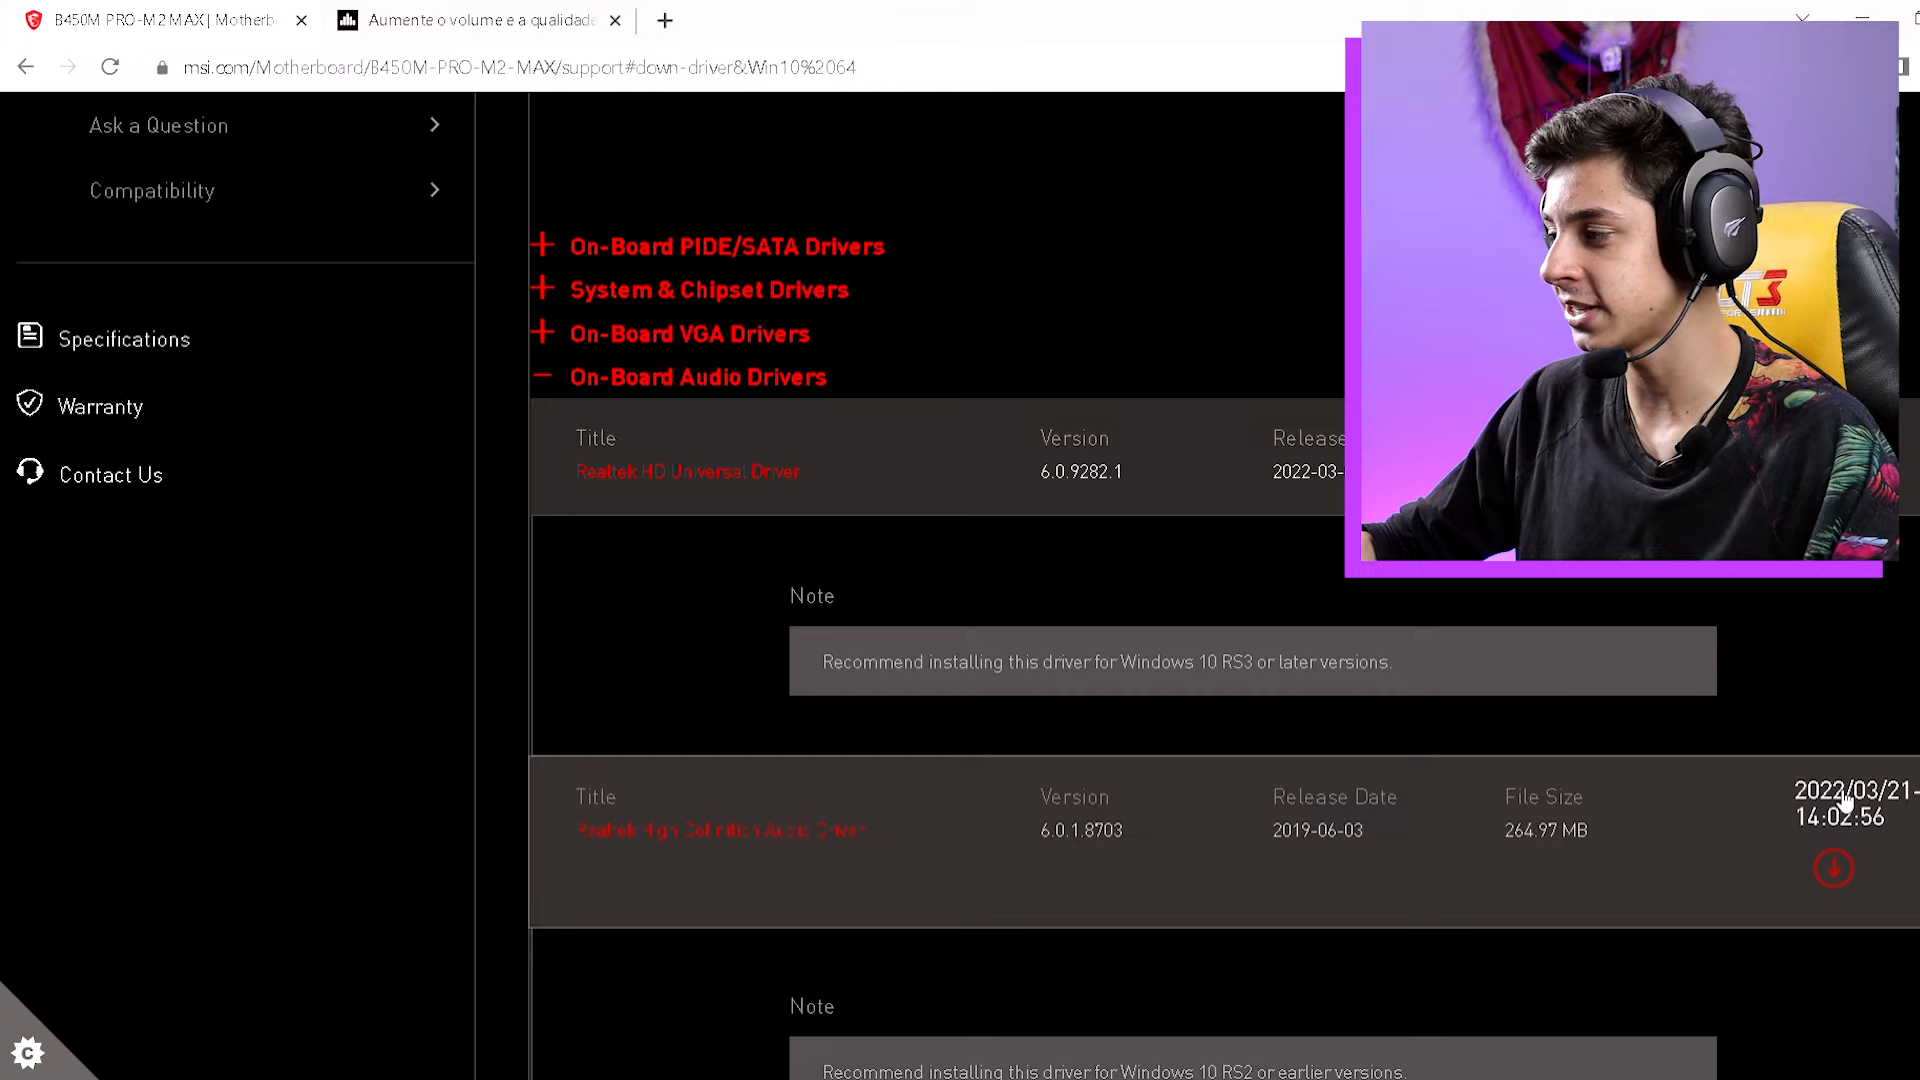 B450M PRO-M2 MAX | Motherb
Aumente o volume e a qualidade
msi.com/Motherboard/B450M-PRO-M2-MAX/support#down-driver&Win10%2064
Ask a Question
Compatibility
Specifications
Warranty
Contact Us
On-Board PIDE/SATA Drivers
System & Chipset Drivers
On-Board VGA Drivers
On-Board Audio Drivers
Title Version Release
Realtek HD Universal Driver 6.0.9282.1 2022-03-
Note
Recommend installing this driver for Windows 10 RS3 or later versions.
Title Version Release Date File Size 2022/03/21-
14:02:56
Realtek High Definition Audio Driver 6.0.1.8703 2019-06-03 264.97 MB
Note
Recommend installing this driver for Windows 10 RS2 or earlier versions.